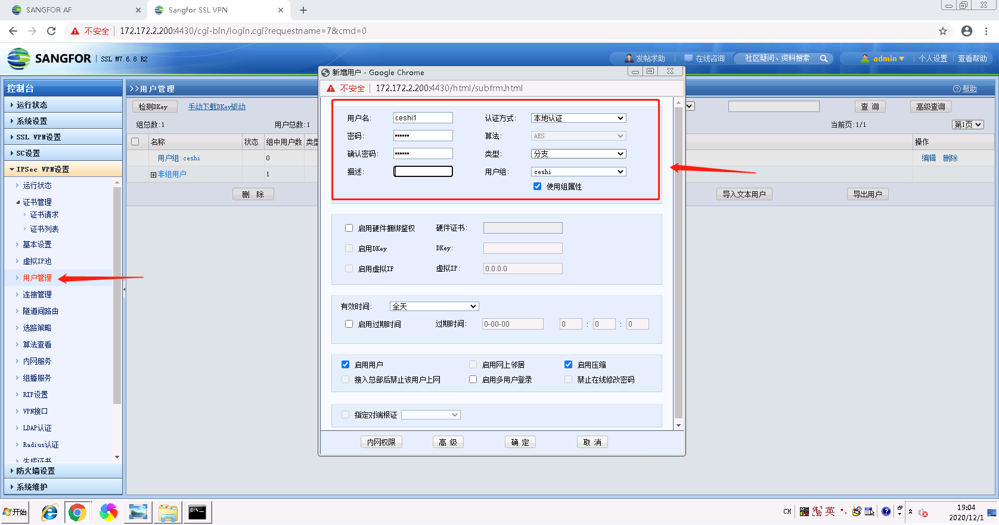 SANGFOR AF
Sangfor SSL VPN
不安全 172.172.2.200:4430/cgi-bin/login.cgi?requestname=7&cmd=0
SANGFOR SSL M7.6.8 R2
发帖求助 在线咨询 社区疑问、资料搜索 admin 个人设置 查看帮助
控制台
运行状态
系统设置
SSL VPN设置
SC设置
IPSec VPN设置
运行状态
证书管理
证书请求
证书列表
基本设置
虚拟IP池
用户管理
连接管理
隧道间路由
选路策略
算法查看
内网服务
组播服务
RIP设置
VPN接口
LDAP认证
Radius认证
生成证书
防火墙设置
系统维护
>>用户管理 帮助
检测DKey 手动下载DKey驱动 查 询 高级查询
组总数:1 用户总数:1 当前页:1/1 第1页
名称 状态 组中用户数 类型 操作
用户组:ceshi 0 编辑 删除
非组用户 1
删 除 导入文本用户 导出用户
新增用户 - Google Chrome
不安全 172.172.2.200:4430/html/subfrm.html
用户名: ceshi1 认证方式: 本地认证
密码: •••••• 算法: AES
确认密码: •••••• 类型: 分支
描述: 用户组: ceshi
使用组属性
启用硬件捆绑鉴权 硬件证书:
启用DKey DKey:
启用虚拟IP 虚拟IP: 0.0.0.0
有效时间: 全天
启用过期时间 过期时间: 0-00-00 0 : 0 : 0
启用用户 启用网上邻居 启用压缩
接入总部后禁止该用户上网 启用多用户登录 禁止在线修改密码
指定对端根证
内网权限 高 级 确 定 取 消
开始 CH 英 19:04
2020/12/1